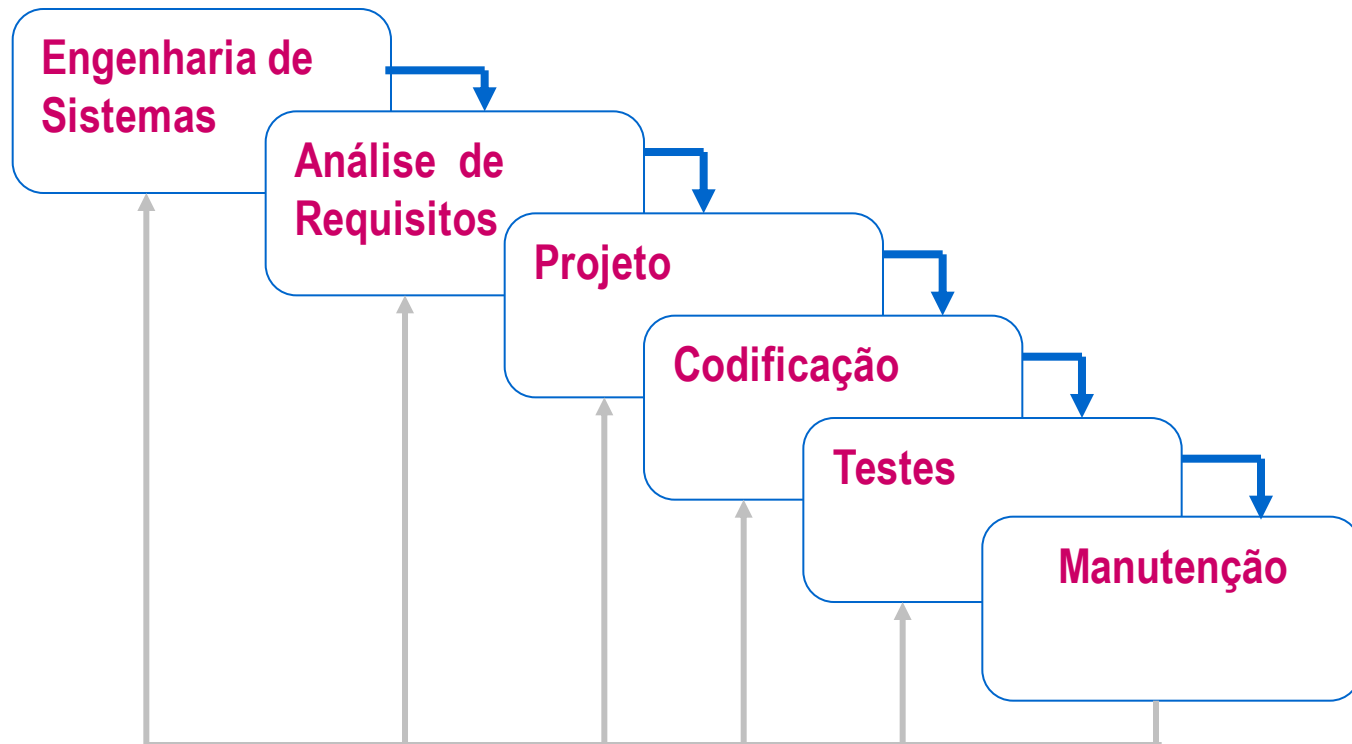 Engenharia de
Sistemas
Análise de
Requisitos
Projeto
Codificação
Testes
Manutenção